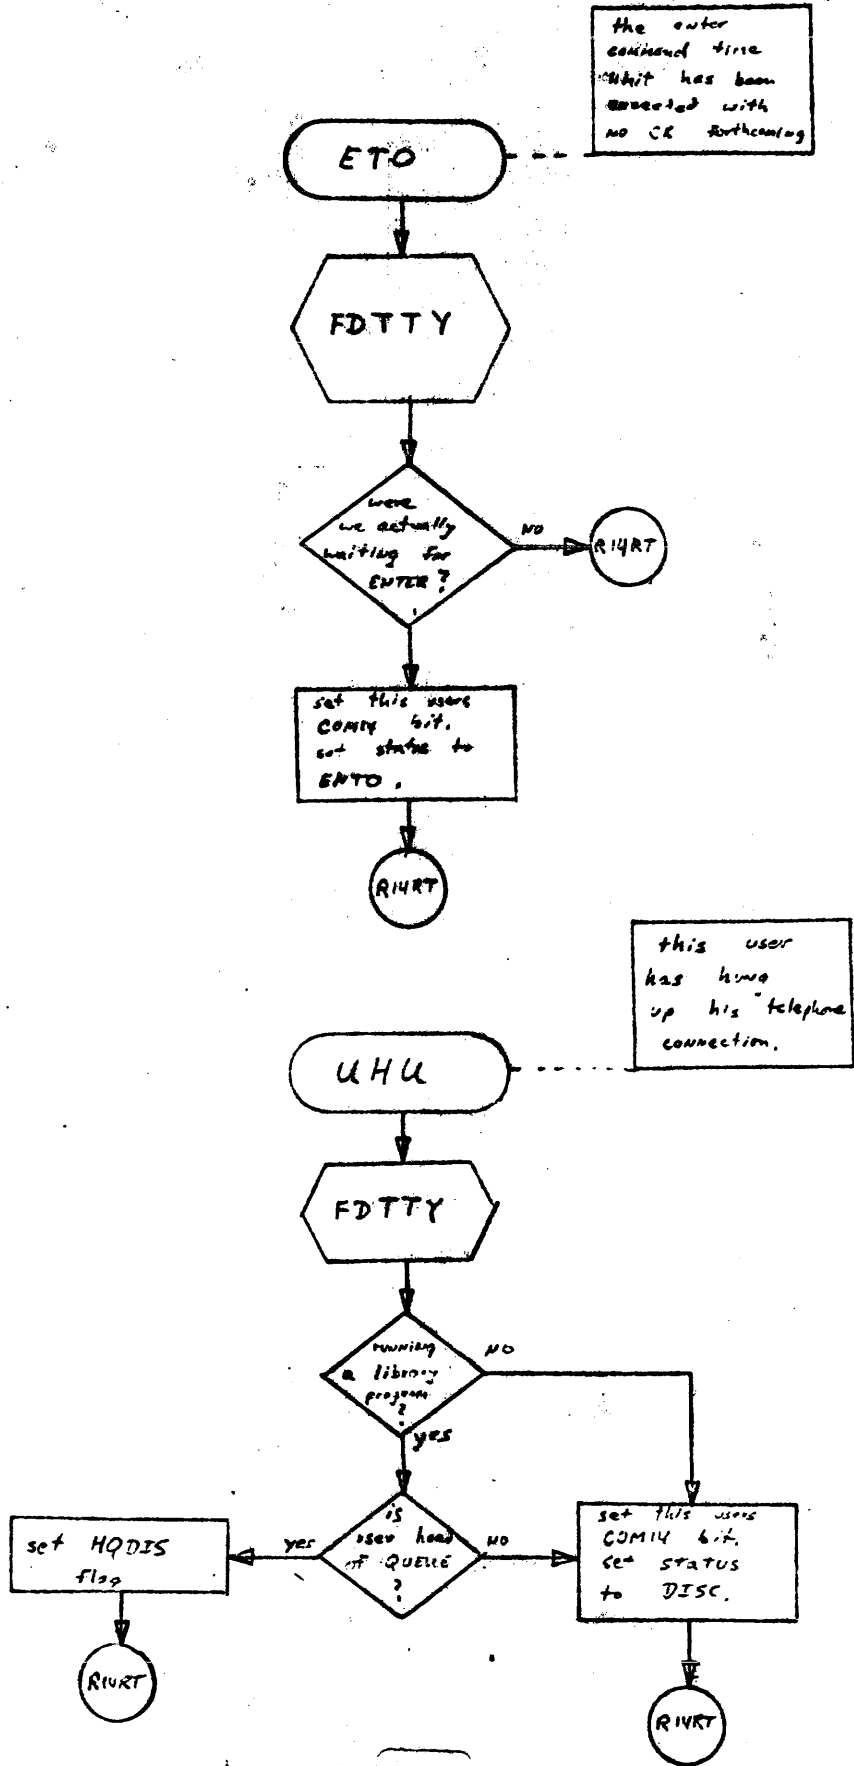 the enter
command time
limit has been
exceeded with
NO CR forthcoming
ETO
FDTTY
were
we actually
waiting for
ENTER?
NO
R14RT
set this users
COM14 bit.
set status to
ENTO.
R14RT
this user
has hung
up his telephone
connection.
UHU
FDTTY
running
a library
program
?
NO
yes
is
user head
of QUEUE
?
yes
NO
set HQDIS
flag
R14RT
set this users
COM14 bit.
set status
to DISC.
R14RT